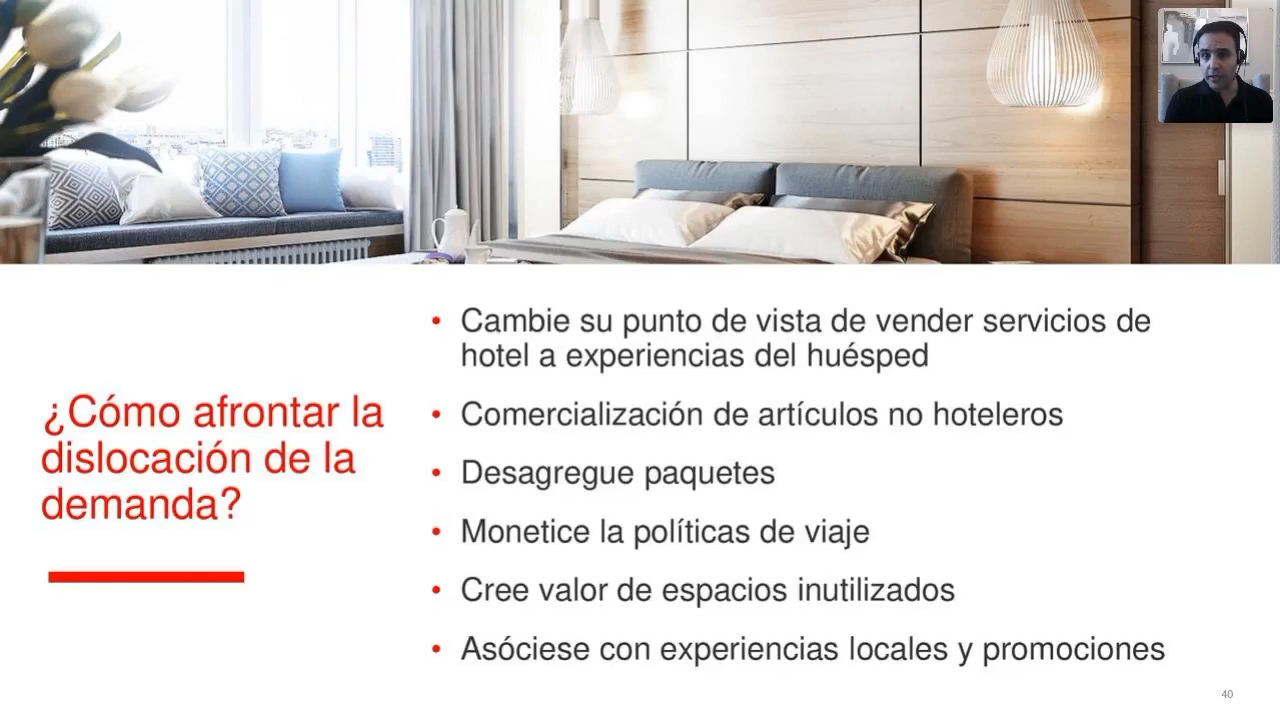 ¿Cómo afrontar la
dislocación de la
demanda?
• Cambie su punto de vista de vender servicios de
hotel a experiencias del huésped
• Comercialización de artículos no hoteleros
• Desagregue paquetes
• Monetice la políticas de viaje
• Cree valor de espacios inutilizados
• Asóciese con experiencias locales y promociones
40